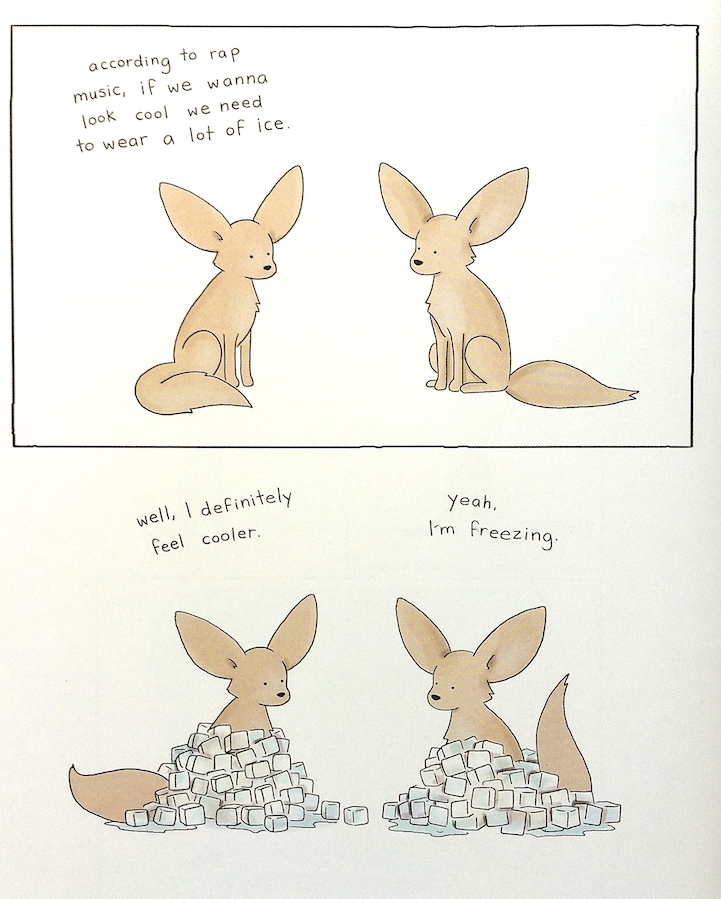 according to rap
music, if we wanna
look cool we need
to wear a lot of ice.
well, I definitely
feel cooler.
yeah,
I'm freezing.